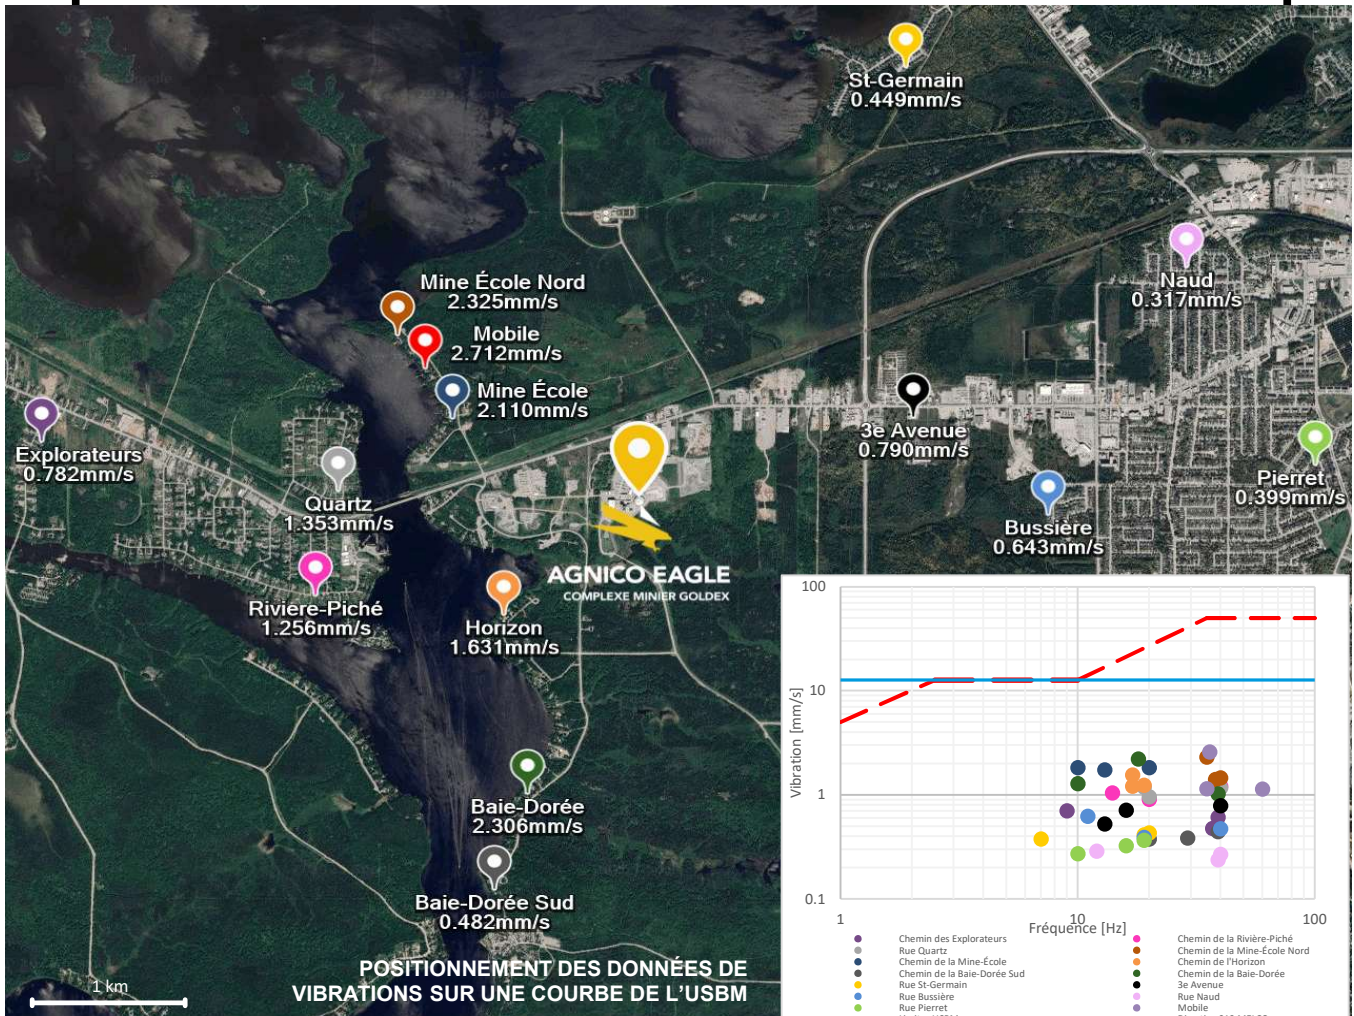 St-Germain
0.449mm/s
Naud
0.317mm/s
Mine École Nord
2.325mm/s
Mobile
2.712mm/s
Mine École
2.110mm/s
3e Avenue
0.790mm/s
Explorateurs
0.782mm/s
Pierret
0.399mm/s
Quartz
1.353mm/s
Bussière
0.643mm/s
AGNICO EAGLE
COMPLEXE MINIER GOLDEX
Riviere-Piché
1.256mm/s
Horizon
1.631mm/s
Baie-Dorée
2.306mm/s
Baie-Dorée Sud
0.482mm/s
POSITIONNEMENT DES DONNÉES DE
VIBRATIONS SUR UNE COURBE DE L'USBM
1 km
100
10
1
0.1
Vibration [mm/s]
1
10
100
Fréquence [Hz]
Chemin des Explorateurs
Chemin de la Rivière-Piché
Rue Quartz
Chemin de la Mine-École Nord
Chemin de la Mine-École
Chemin de l'Horizon
Chemin de la Baie-Dorée Sud
Chemin de la Baie-Dorée
Rue St-Germain
3e Avenue
Rue Bussière
Rue Naud
Rue Pierret
Mobile